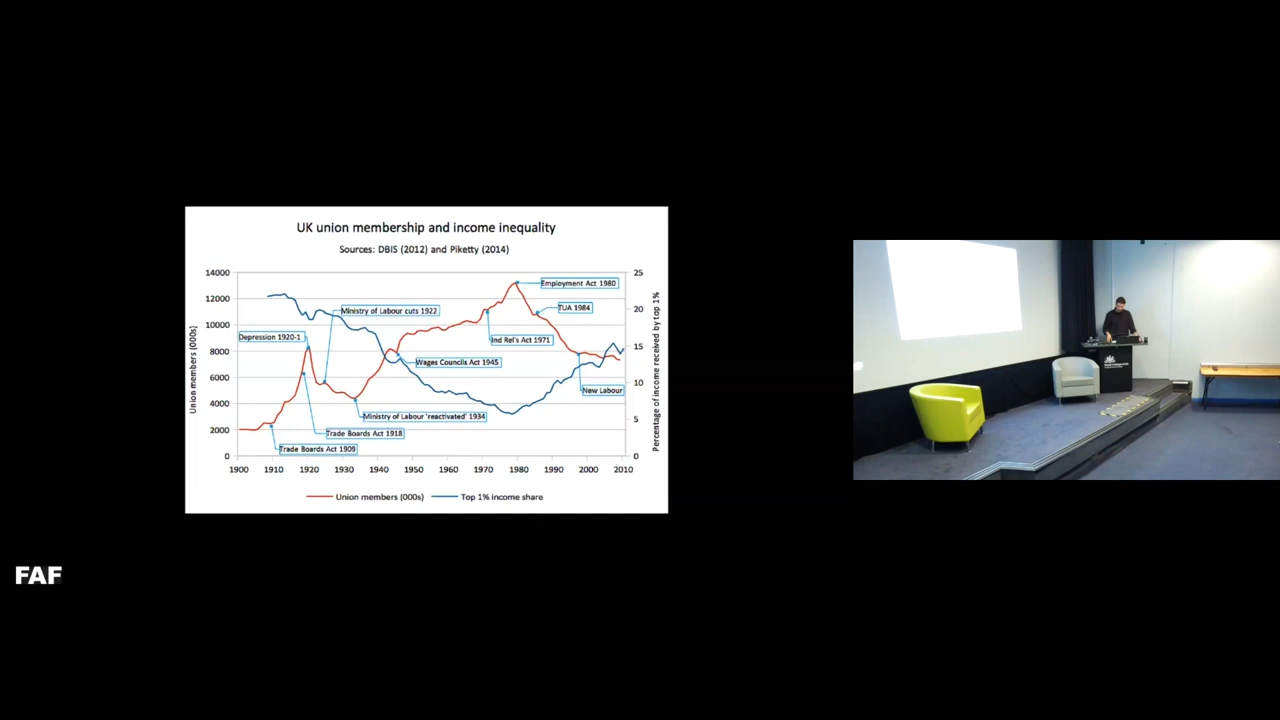 UK union membership and income inequality
Sources: DBIS (2012) and Piketty (2014)
14000
12000
10000
8000
6000
4000
2000
0
Union members (000s)
25
20
15
10
5
0
Percentage of income received by top 1%
Employment Act 1980
TUA 1984
Ministry of Labour cuts 1922
Depression 1920-1
Ind Rel's Act 1971
Wages Councils Act 1945
New Labour
Ministry of Labour 'reactivated' 1934
Trade Boards Act 1918
Trade Boards Act 1909
1900 1910 1920 1930 1940 1950 1960 1970 1980 1990 2000 2010
Union members (000s) Top 1% income share
FAF